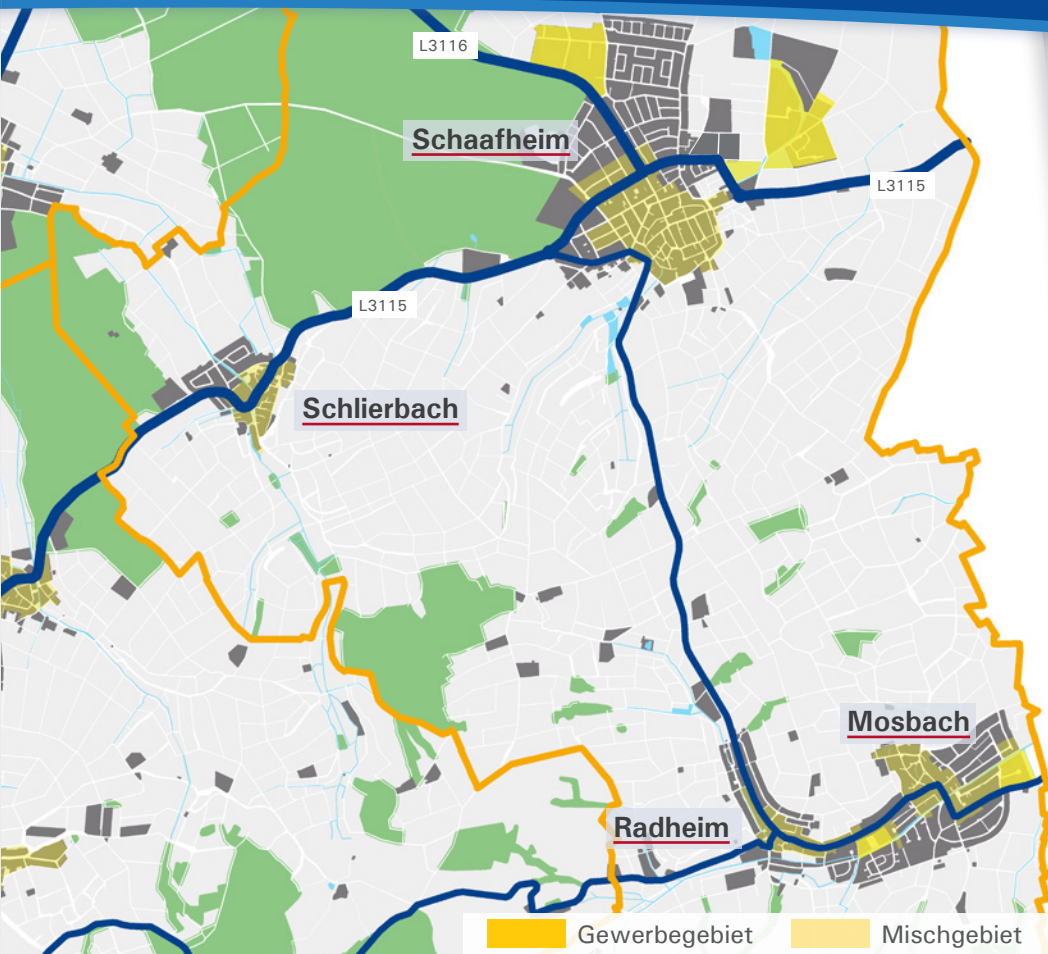 L3116
Schaafheim
L3115
L3115
Schlierbach
Mosbach
Radheim
Gewerbegebiet
Mischgebiet